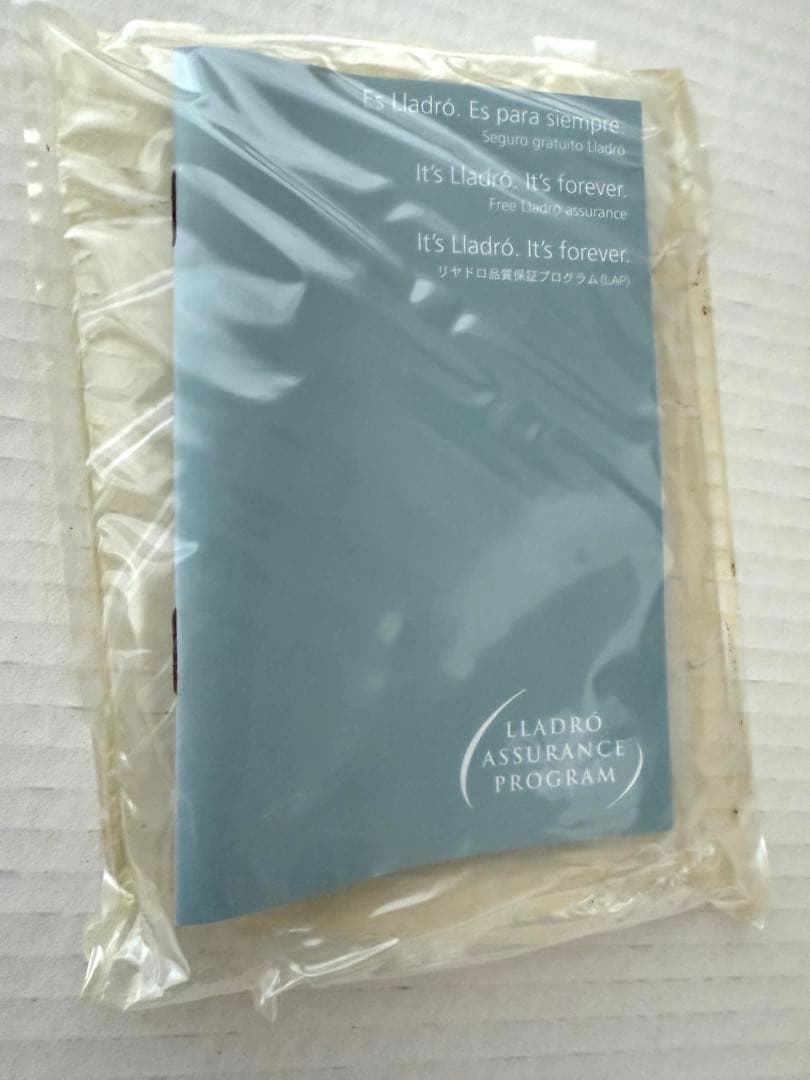 Es Lladró. Es para siempre.
Seguro gratuito Lladró
It's Lladró. It's forever.
Free Lladró assurance
It's Lladró. It's forever.
リヤドロ品質保証プログラム(LAP)
LLADRÓ
ASSURANCE
PROGRAM